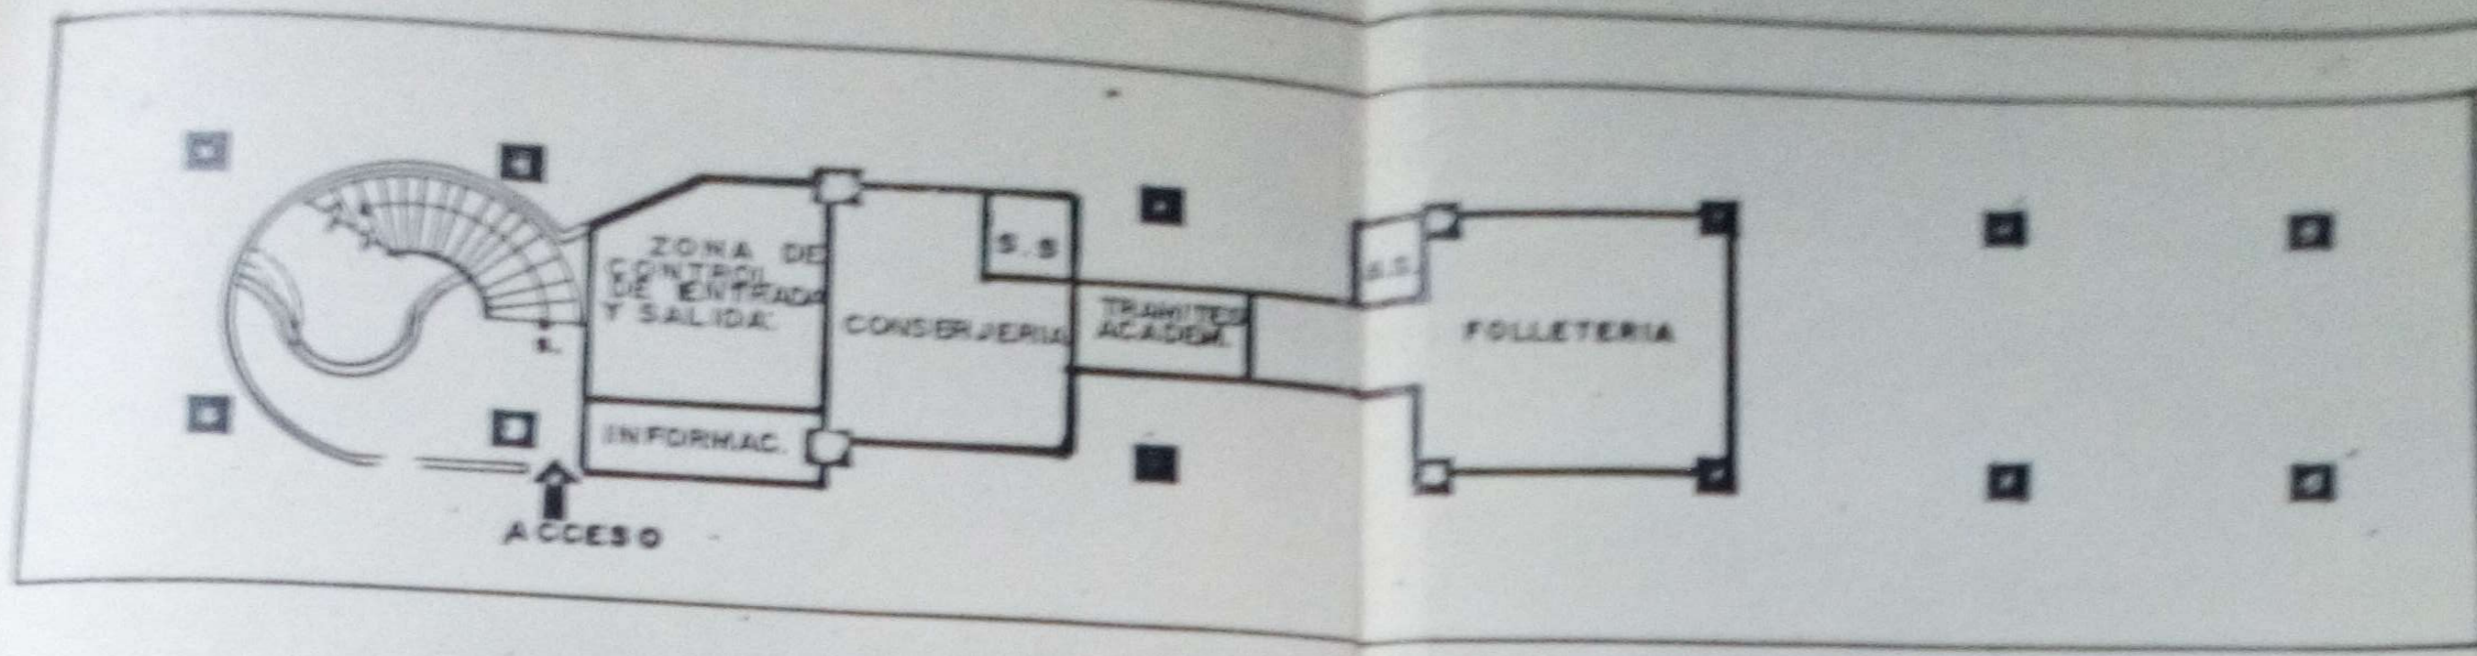 ZONA DE
CONTROL
DE ENTRADA
Y SALIDA.
INFORMAC.
CONSERJERIA
S.S
TRAMITES
ACADEM.
S.S.
FOLLETERIA
S.
ACCESO